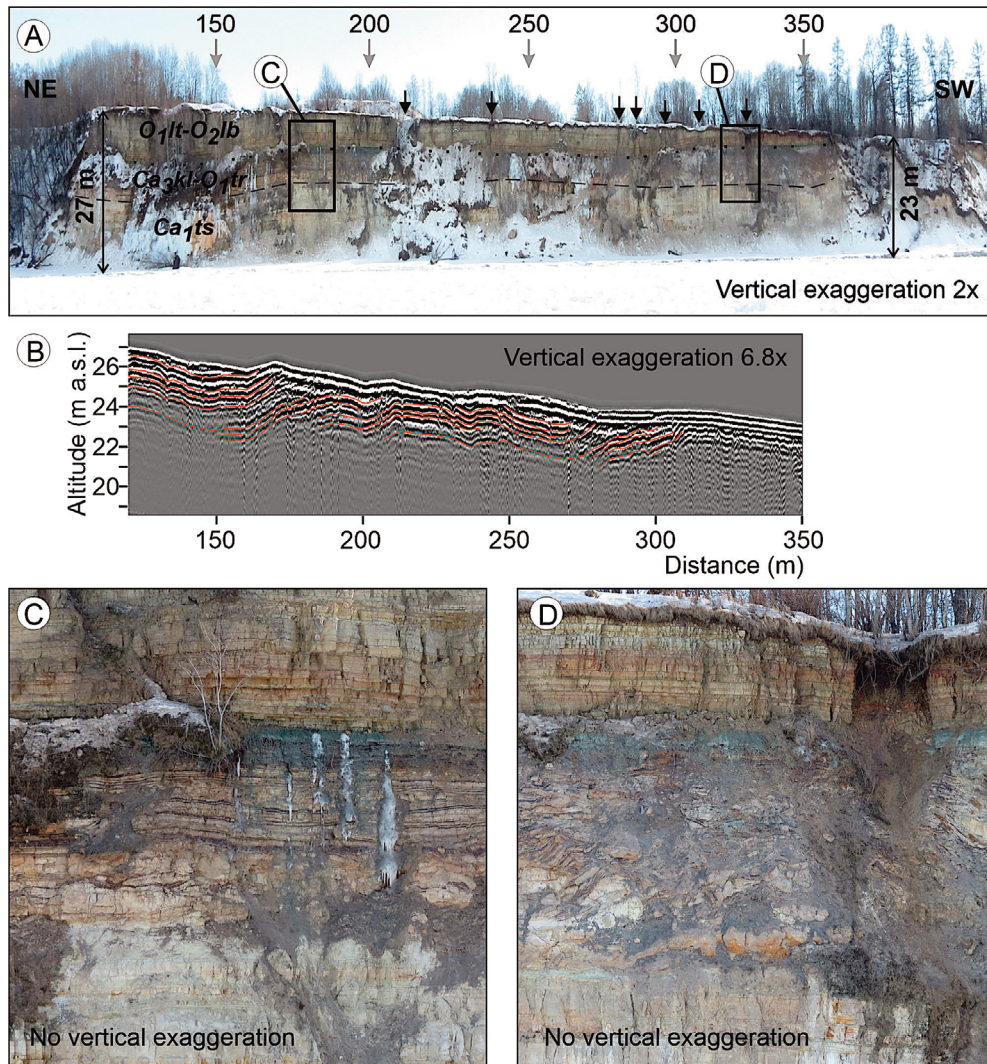 A
150 200 250 300 350
C
D
NE
SW
O₁lt-O₂lb
Ca₃kl-O₁tr
Ca₁ts
27 m
23 m
Vertical exaggeration 2x
B
Vertical exaggeration 6.8x
Altitude (m a.s.l.)
26
24
22
20
150 200 250 300 350
Distance (m)
C
No vertical exaggeration
D
No vertical exaggeration